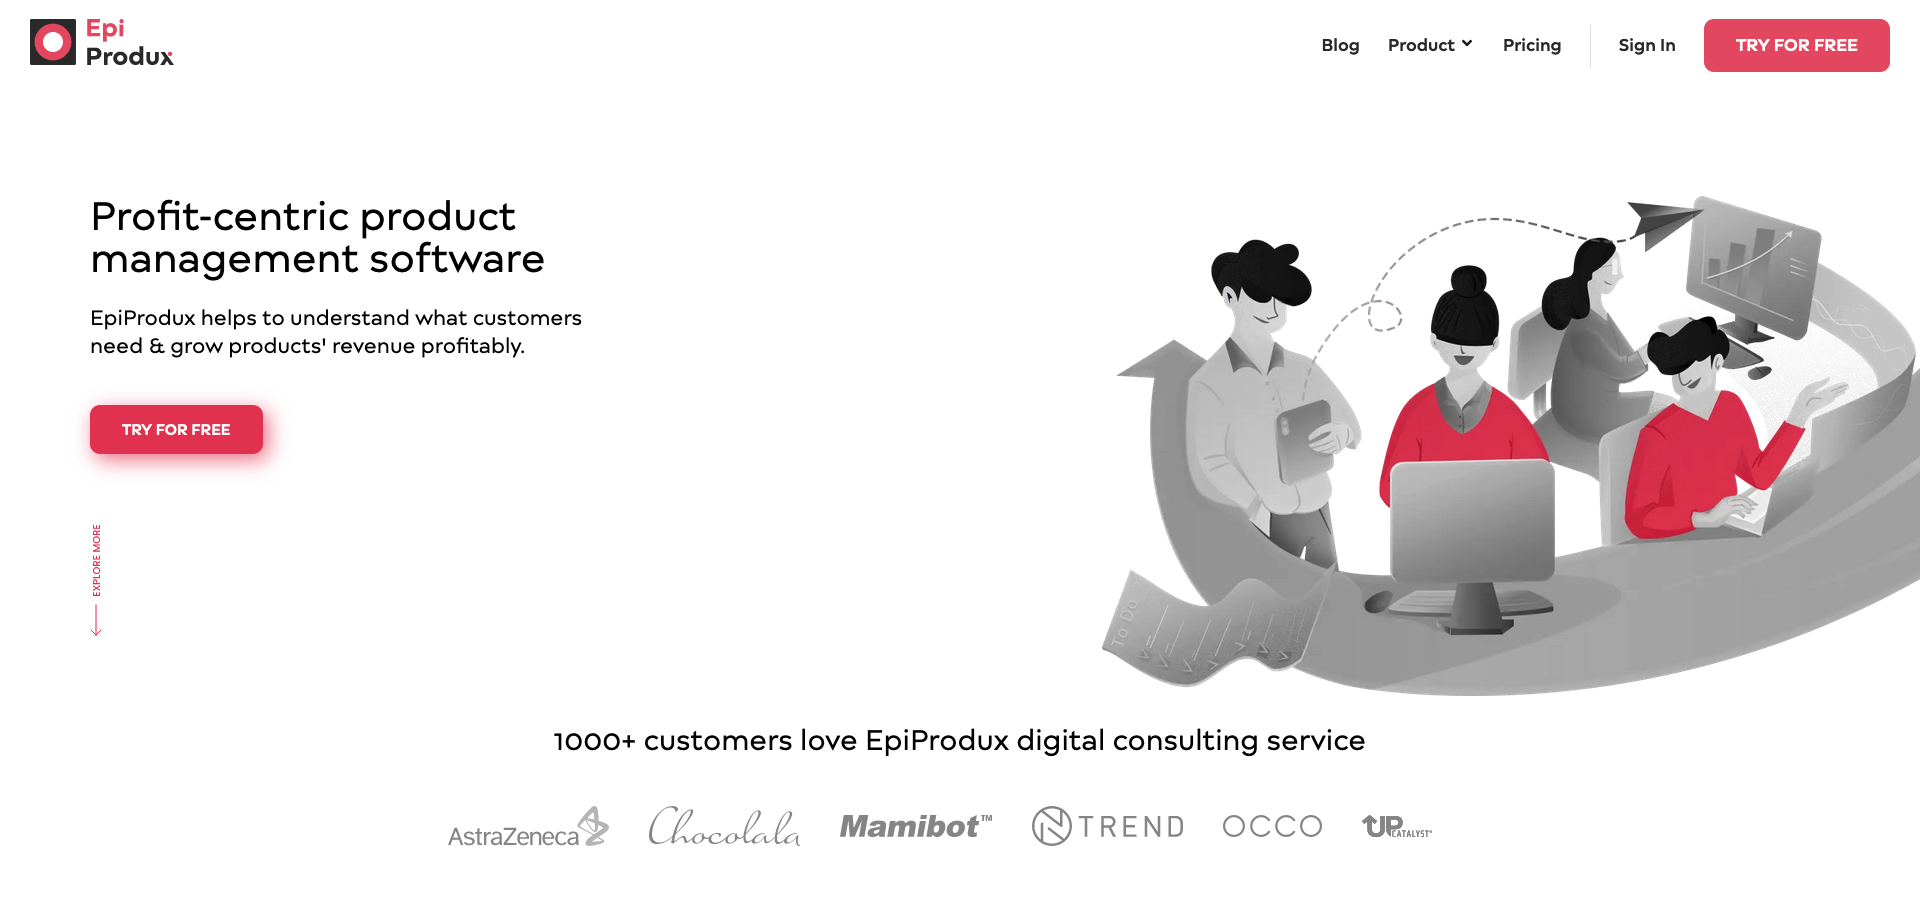 Epi
Produx
Blog
Product
Pricing
Sign In
TRY FOR FREE
Profit-centric product
management software
EpiProdux helps to understand what customers
need & grow products' revenue profitably.
TRY FOR FREE
EXPLORE MORE
To Do
1000+ customers love EpiProdux digital consulting service
AstraZeneca
Chocolala
Mamibot™
N TREND
OCCO
UP CATALYST®